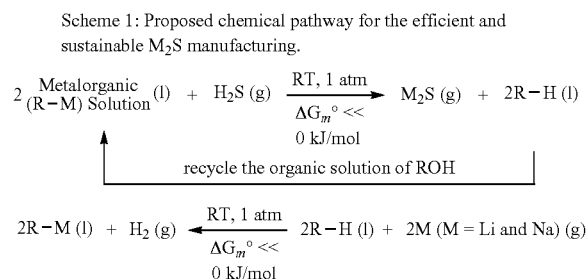 Scheme 1: Proposed chemical pathway for the efficient and
sustainable M₂S manufacturing.
2 Metalorganic (R−M) Solution (l) + H₂S (g) RT, 1 atm ΔGₘ° << 0 kJ/mol M₂S (g) + 2R−H (l)
recycle the organic solution of ROH
2R−M (l) + H₂ (g) RT, 1 atm ΔGₘ° << 0 kJ/mol 2R−H (l) + 2M (M = Li and Na) (g)